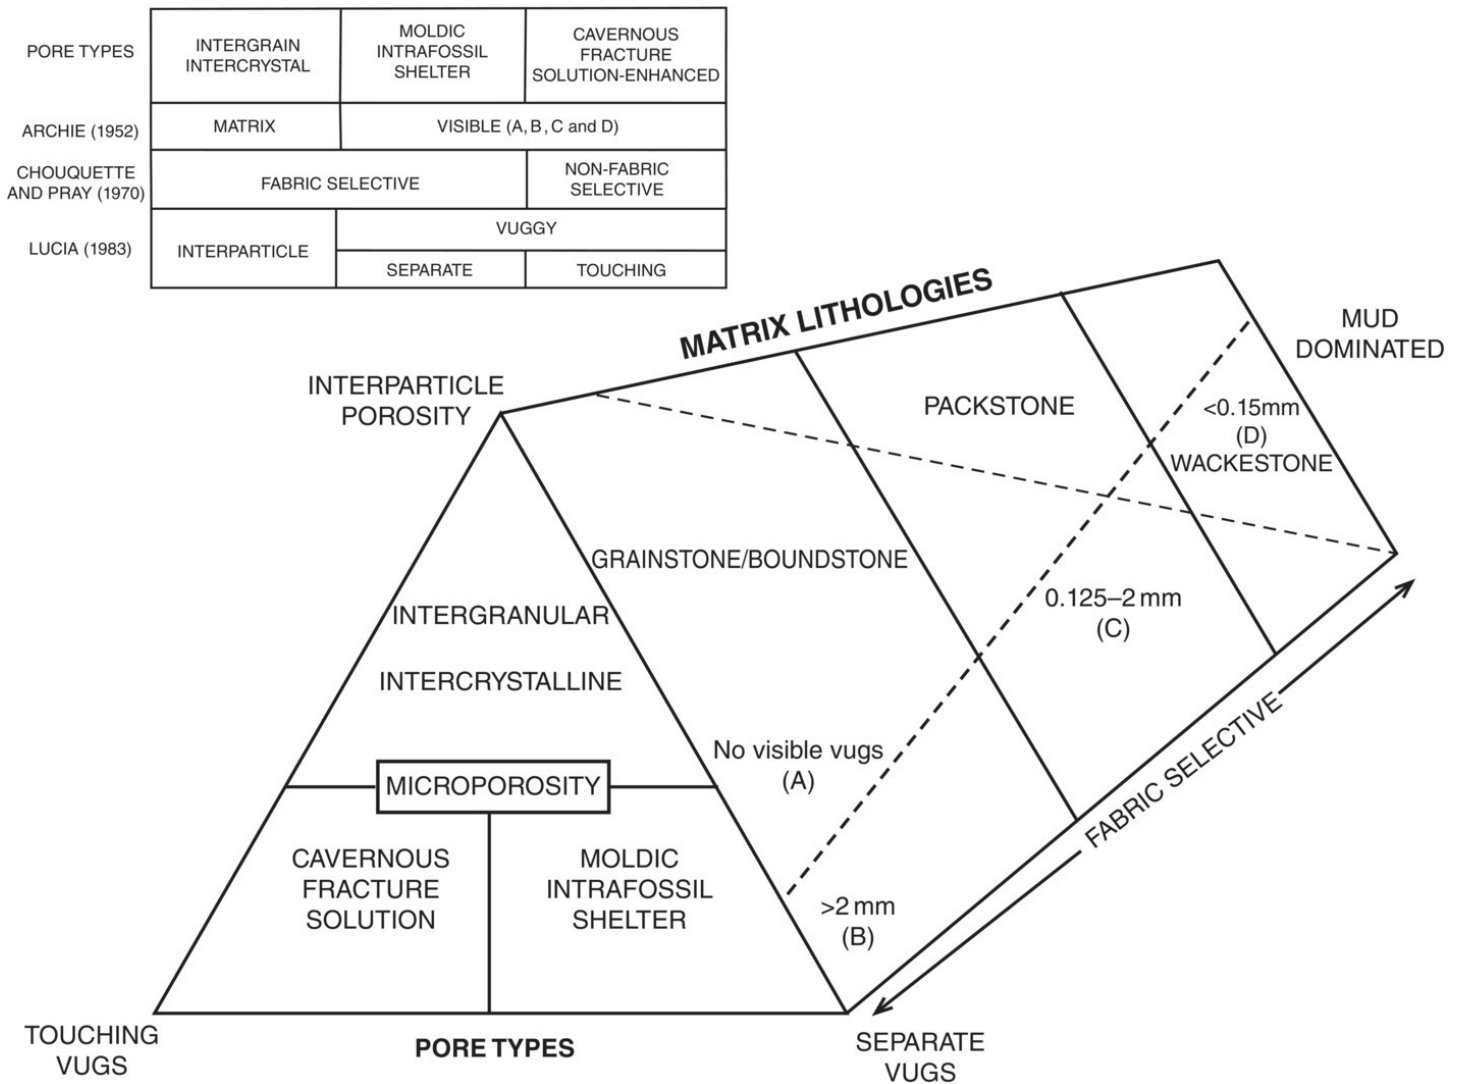 PORE TYPES
INTERGRAIN
INTERCRYSTAL
MOLDIC
INTRAFOSSIL
SHELTER
CAVERNOUS
FRACTURE
SOLUTION-ENHANCED
ARCHIE (1952)
MATRIX
VISIBLE (A, B, C and D)
CHOUQUETTE
AND PRAY (1970)
FABRIC SELECTIVE
NON-FABRIC
SELECTIVE
LUCIA (1983)
INTERPARTICLE
VUGGY
SEPARATE
TOUCHING
MATRIX LITHOLOGIES
MUD
DOMINATED
INTERPARTICLE
POROSITY
PACKSTONE
<0.15mm
(D)
WACKESTONE
GRAINSTONE/BOUNDSTONE
0.125–2 mm
(C)
INTERGRANULAR
INTERCRYSTALLINE
No visible vugs
(A)
MICROPOROSITY
FABRIC SELECTIVE
CAVERNOUS
FRACTURE
SOLUTION
MOLDIC
INTRAFOSSIL
SHELTER
>2 mm
(B)
TOUCHING
VUGS
PORE TYPES
SEPARATE
VUGS